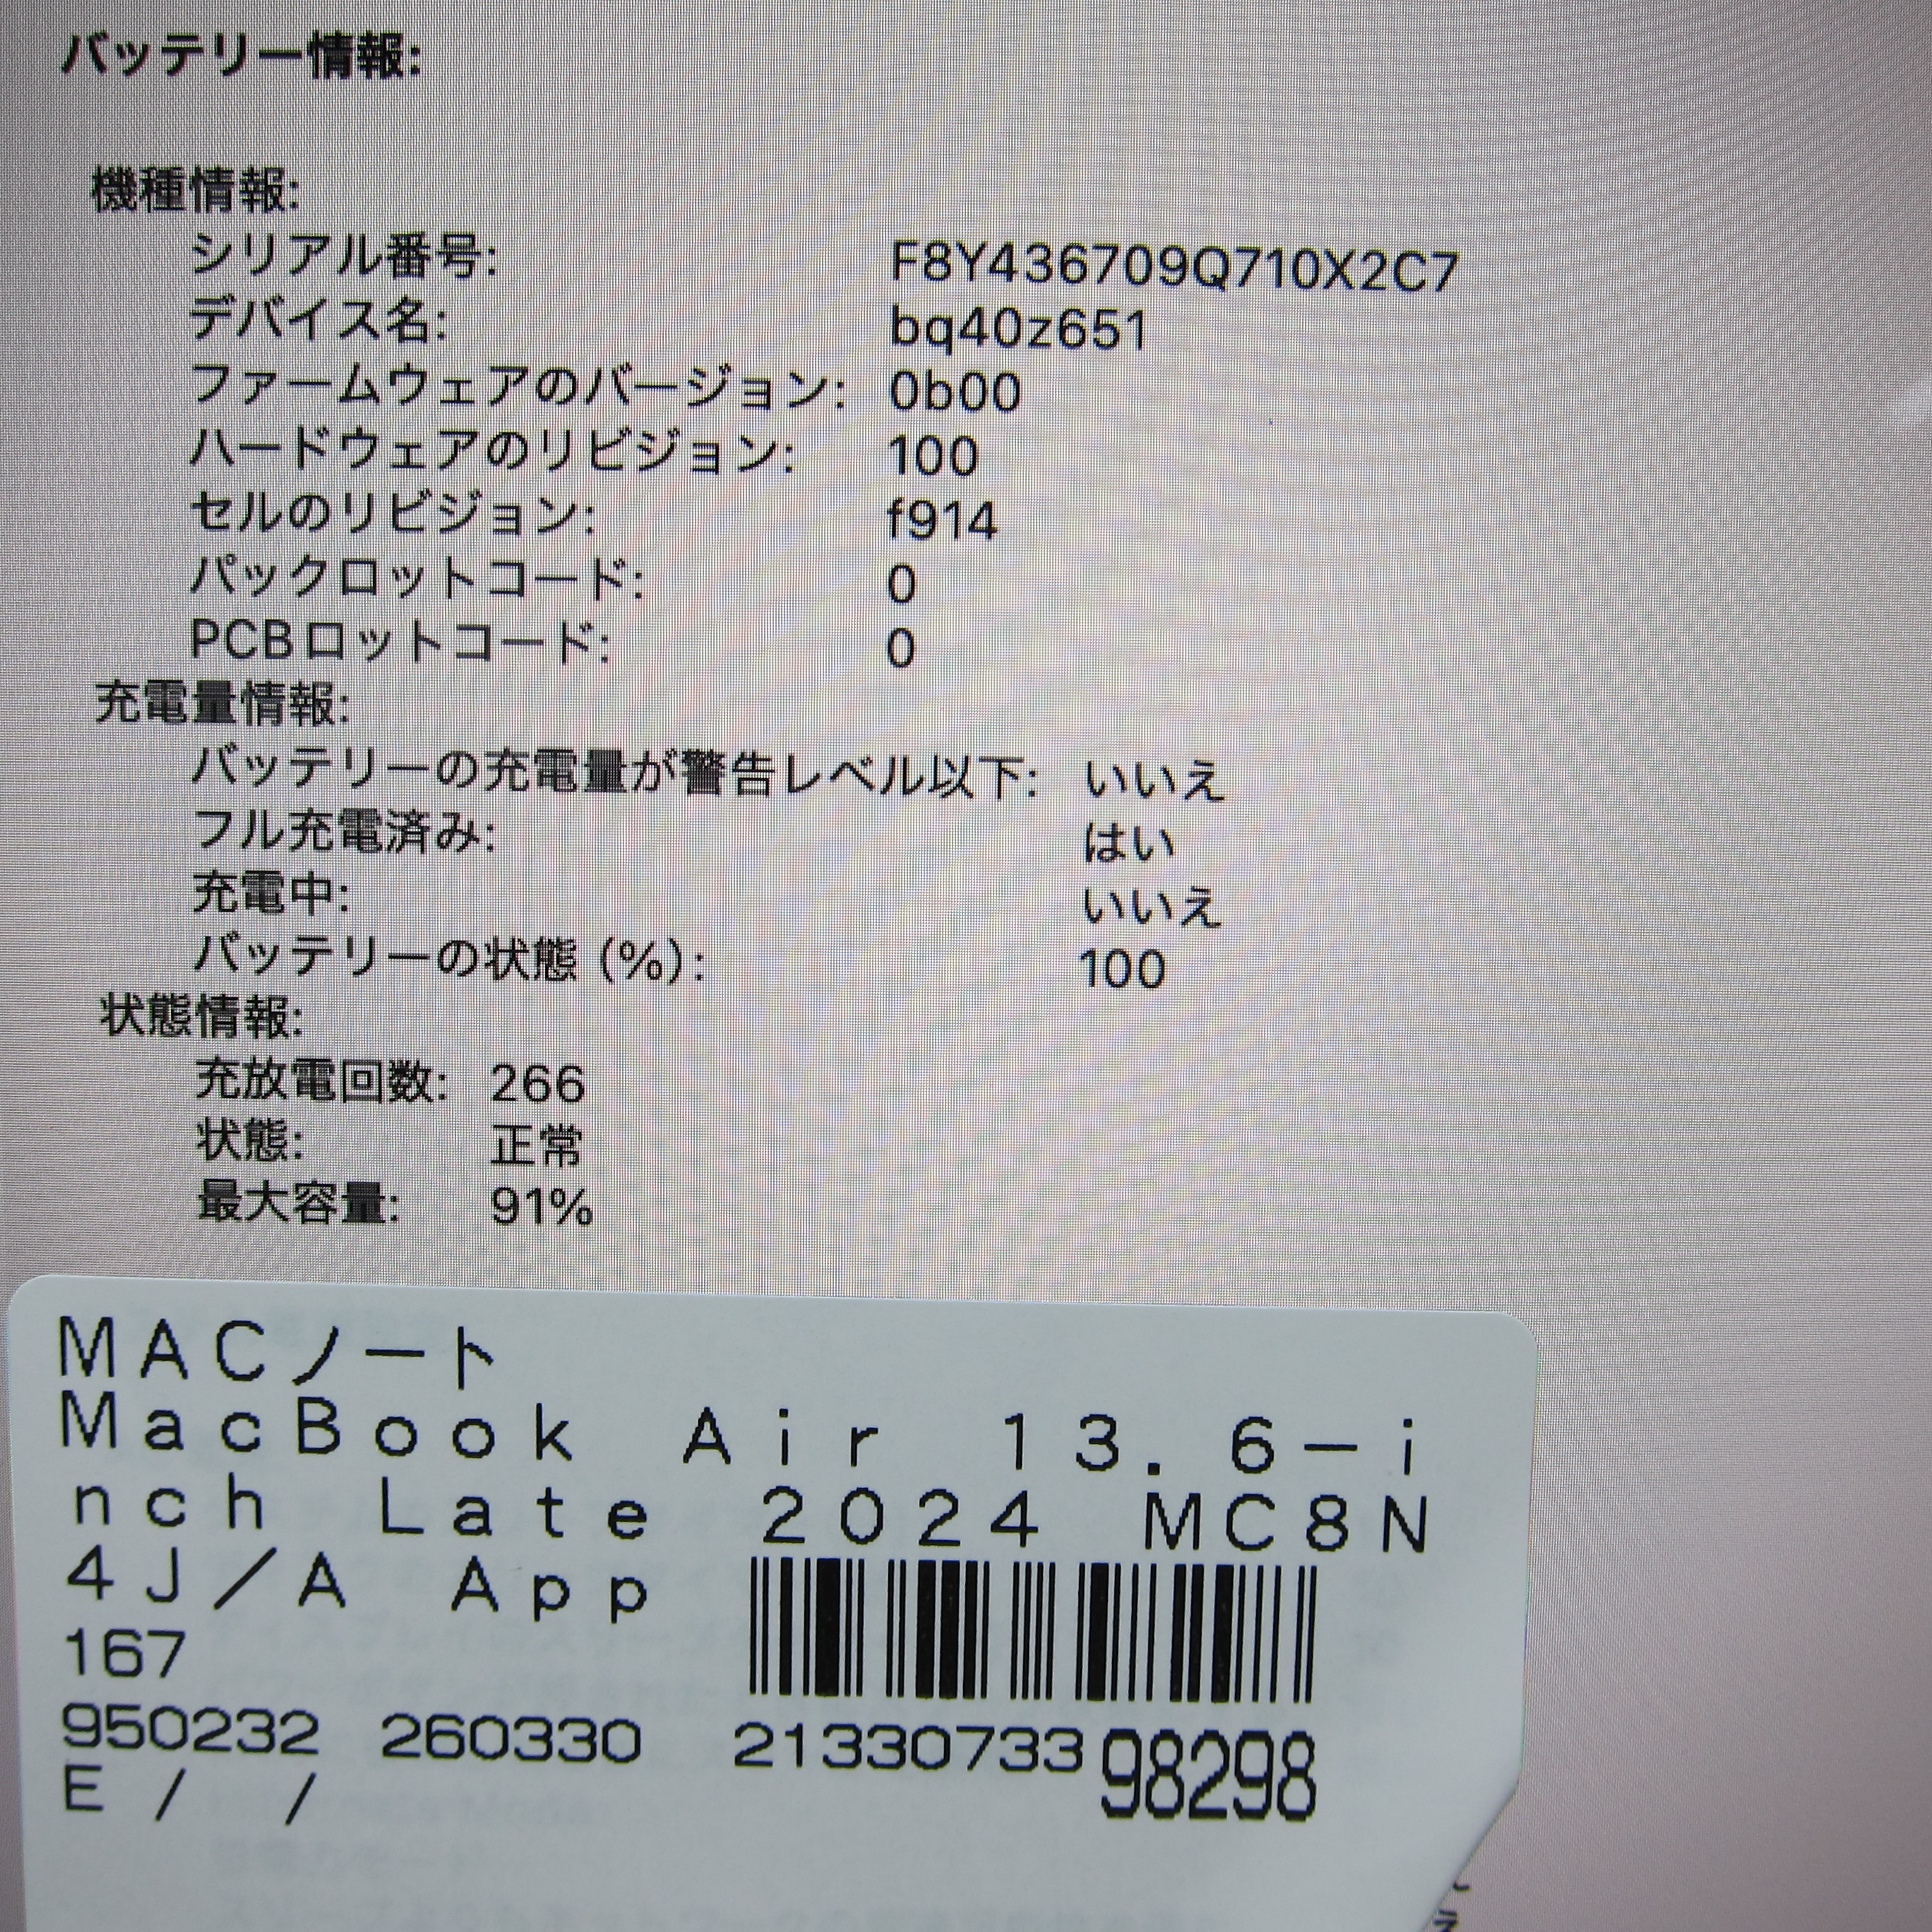 バッテリー情報:
機種情報:
シリアル番号: F8Y436709Q710X2C7
デバイス名: bq40z651
ファームウェアのバージョン: 0b00
ハードウェアのリビジョン: 100
セルのリビジョン: f914
パックロットコード: 0
PCBロットコード: 0
充電量情報:
バッテリーの充電量が警告レベル以下: いいえ
フル充電済み: はい
充電中: いいえ
バッテリーの状態 (%): 100
状態情報:
充放電回数: 266
状態: 正常
最大容量: 91%
MACノート
MacBook Air 13.6-i
nch Late 2024 MC8N
4J/A App
167
950232 260330 21330733 98298
E / /